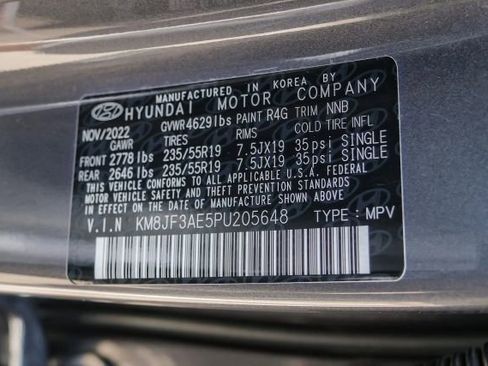 MANUFACTURED IN KOREA BY
HYUNDAI MOTOR COMPANY
NOV/2022 GVWR 4629 lbs PAINT R4G TRIM NNB
GAWR TIRES RIMS COLD TIRE INFL
FRONT 2778 lbs 235/55R19 7.5JX19 35psi SINGLE
REAR 2646 lbs 235/55R19 7.5JX19 35psi SINGLE
THIS VEHICLE CONFORMS TO ALL APPLICABLE U.S.A. FEDERAL
MOTOR VEHICLE SAFETY AND THEFT PREVENTION STANDARDS IN
EFFECT ON THE DATE OF MANUFACTURE SHOWN ABOVE.
V.I.N KM8JF3AE5PU205648 TYPE : MPV